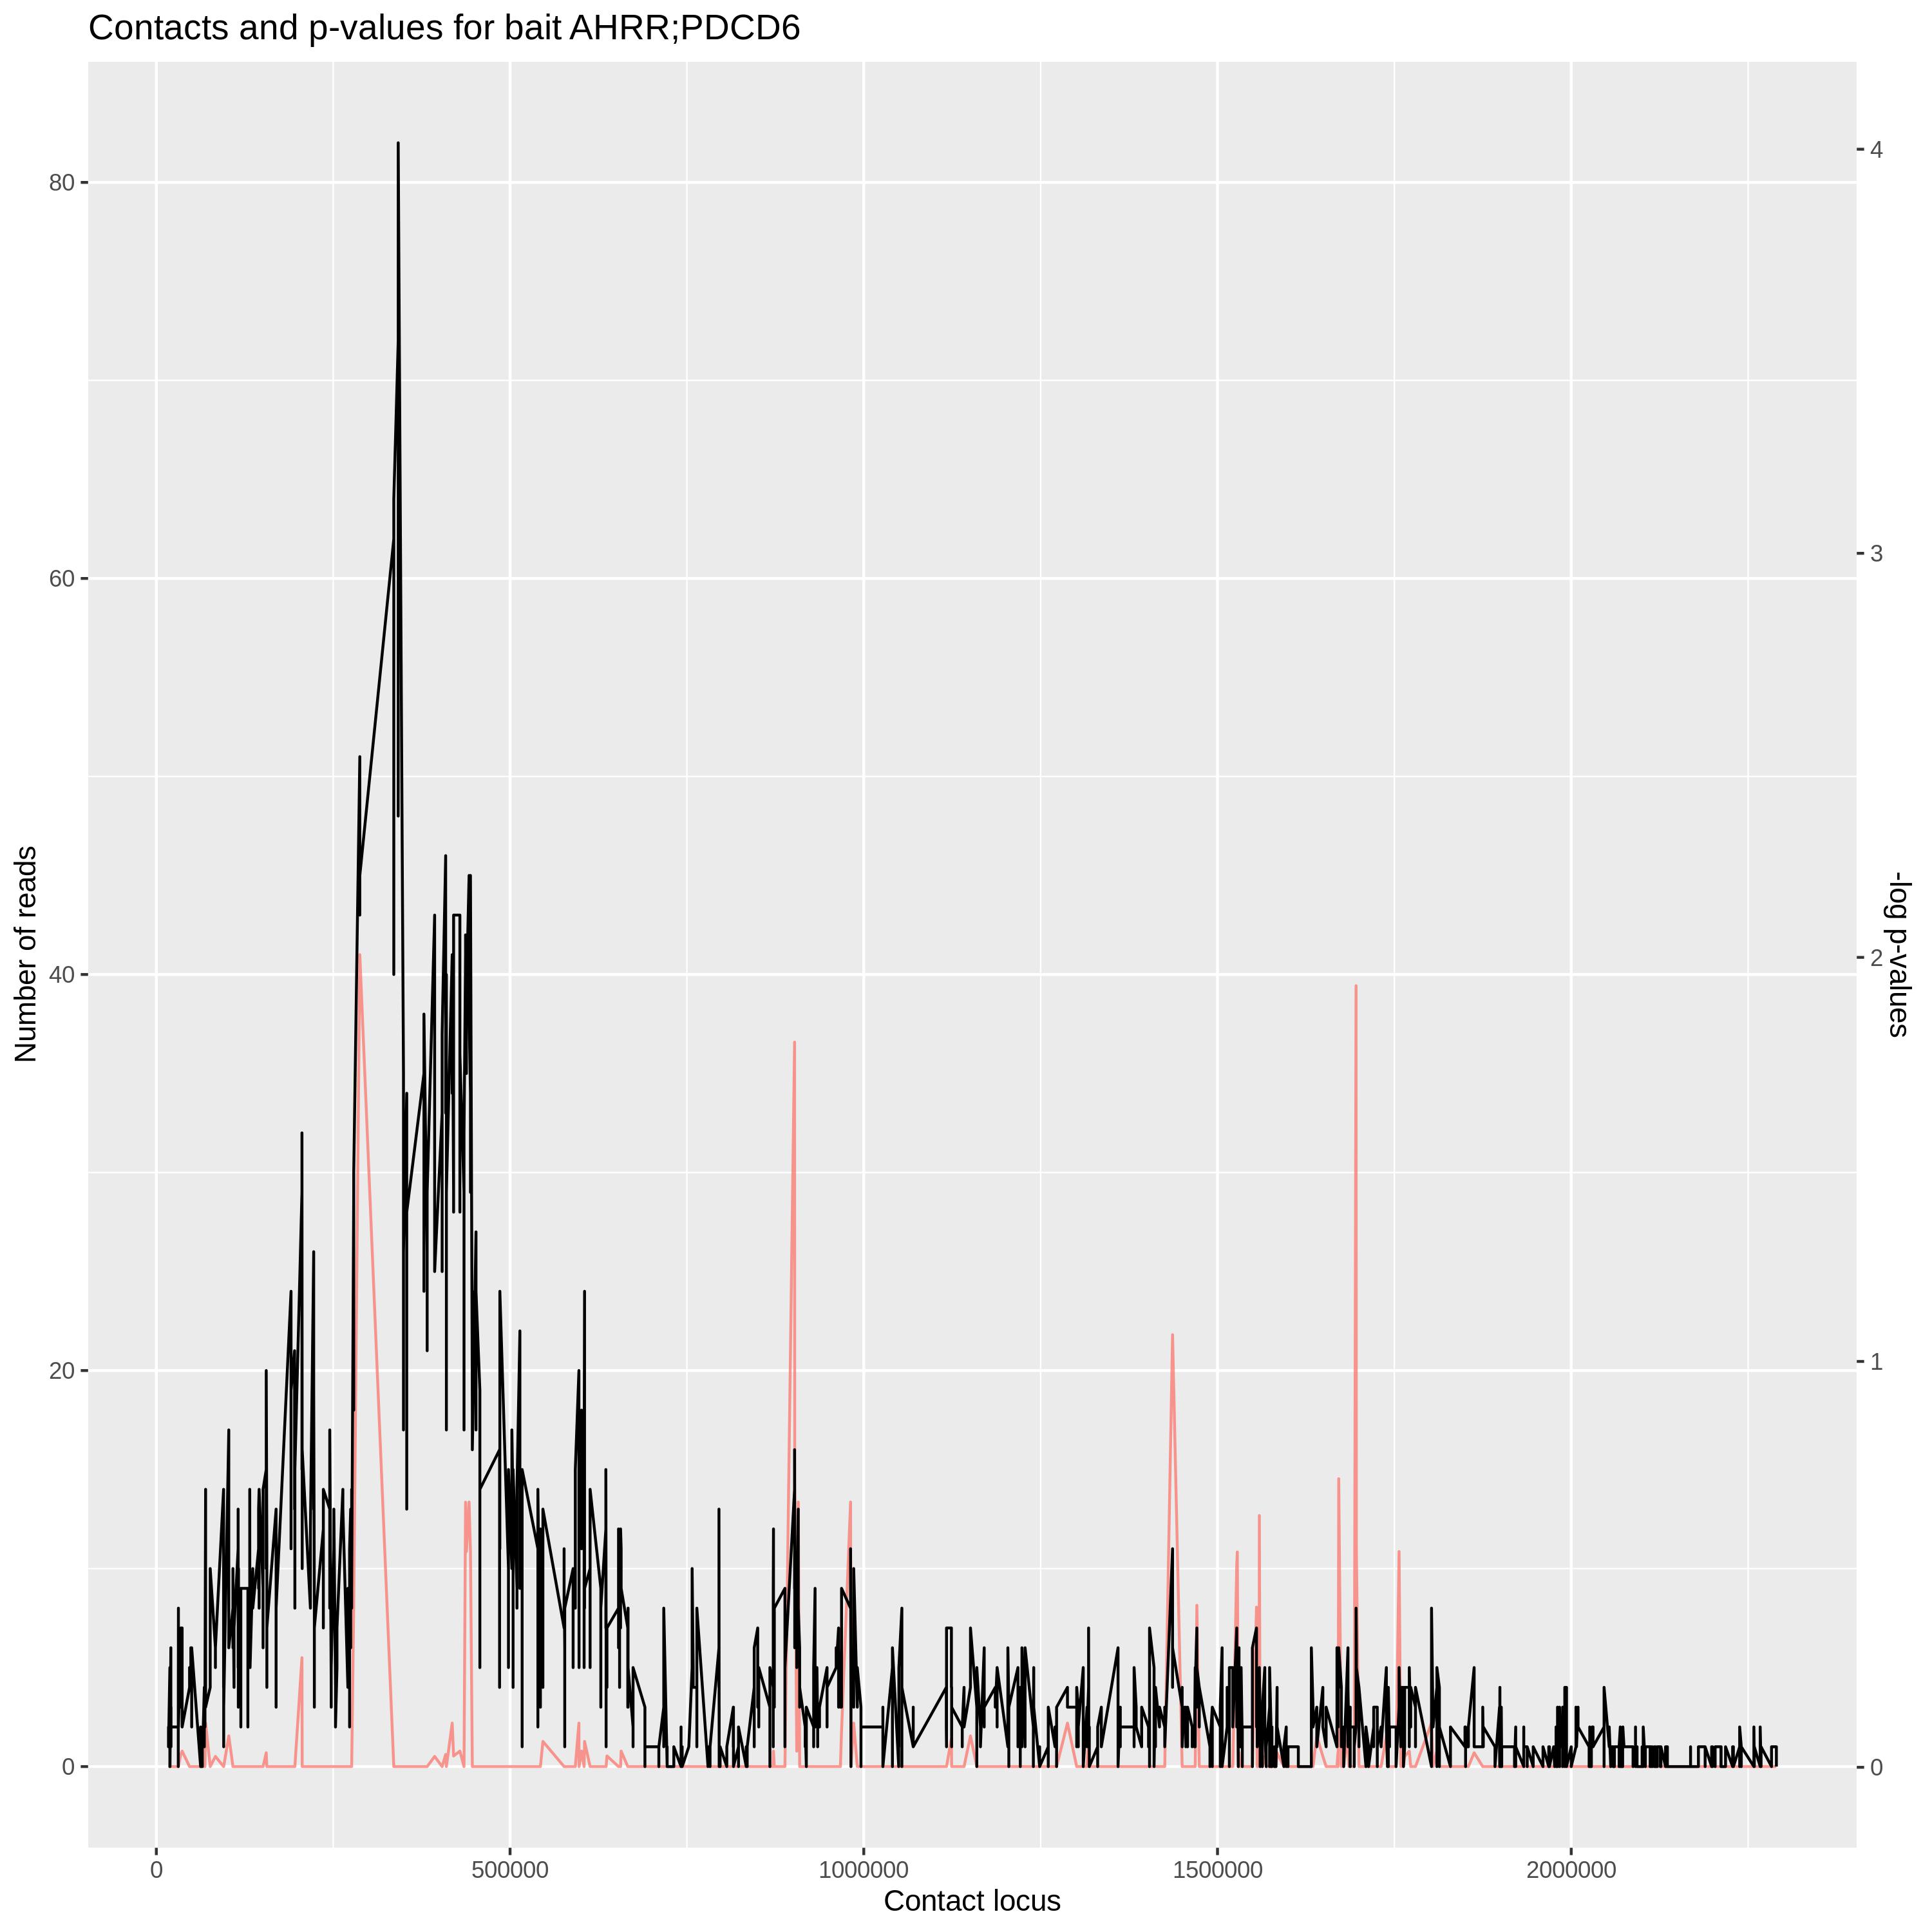 Contacts and p-values for bait AHRR;PDCD6
Number of reads
80
60
40
20
0
4
3
2
1
0
-log p-values
0 500000 1000000 1500000 2000000
Contact locus